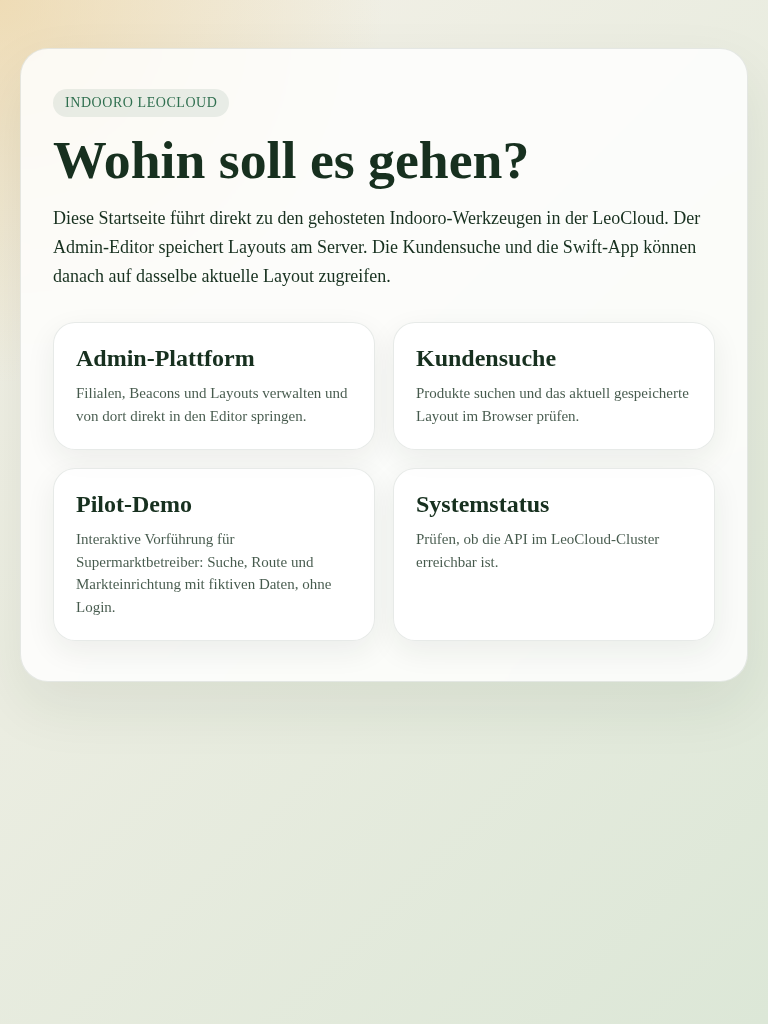 INDOORO LEOCLOUD
Wohin soll es gehen?
Diese Startseite führt direkt zu den gehosteten Indooro-Werkzeugen in der LeoCloud. Der
Admin-Editor speichert Layouts am Server. Die Kundensuche und die Swift-App können
danach auf dasselbe aktuelle Layout zugreifen.
Admin-Plattform
Filialen, Beacons und Layouts verwalten und
von dort direkt in den Editor springen.
Kundensuche
Produkte suchen und das aktuell gespeicherte
Layout im Browser prüfen.
Pilot-Demo
Interaktive Vorführung für
Supermarktbetreiber: Suche, Route und
Markteinrichtung mit fiktiven Daten, ohne
Login.
Systemstatus
Prüfen, ob die API im LeoCloud-Cluster
erreichbar ist.